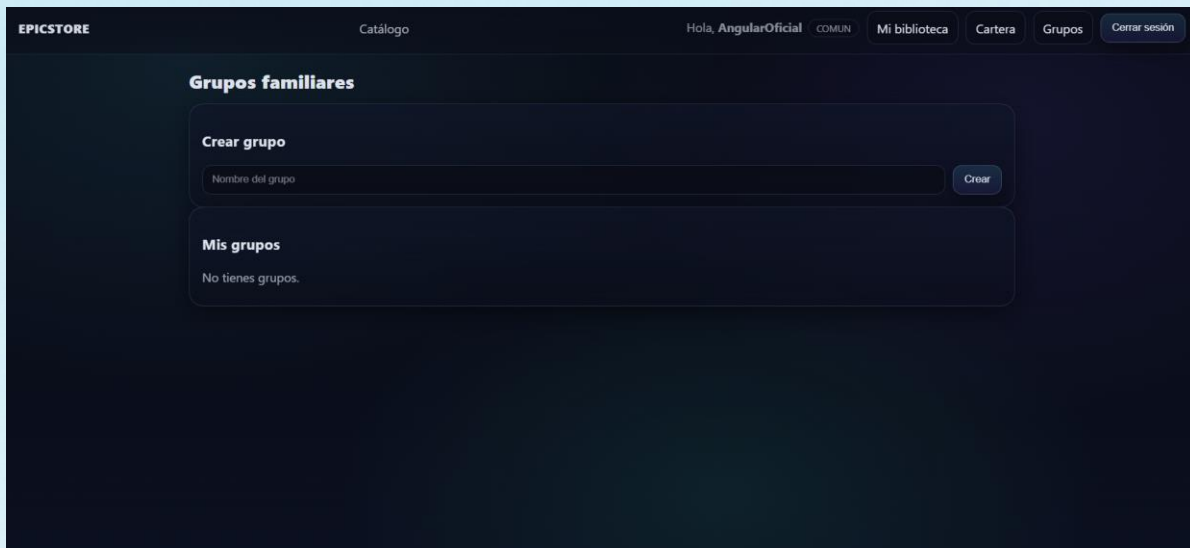 EPICSTORE Catálogo Hola, AngularOficial COMUN Mi biblioteca Cartera Grupos Cerrar sesión
Grupos familiares
Crear grupo
Nombre del grupo Crear
Mis grupos
No tienes grupos.